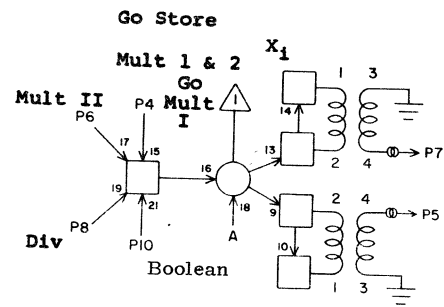 Go Store
Mult 1 & 2
Go
Mult
I
Xi
Mult II
P6
P4
1
1 3
14
17
15
16
13
2 4
P7
19
21
18
9
2 4
P5
P8
P10
A
10
Div
Boolean
1 3